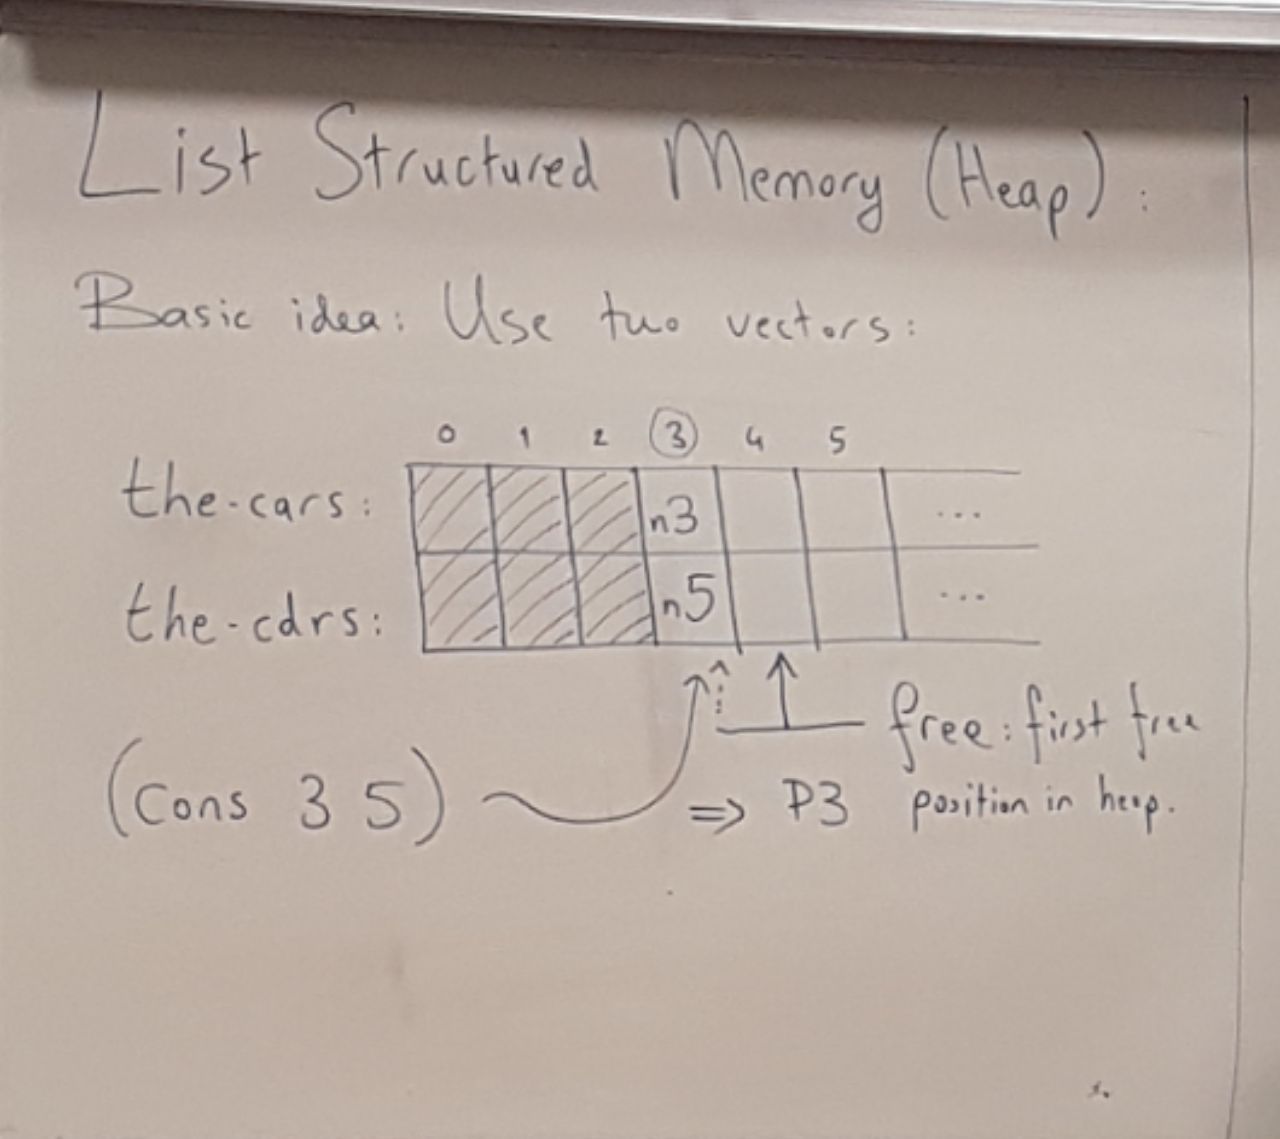 List Structured Memory (Heap):
Basic idea: Use two vectors:
0 1 2 3 4 5
the-cars: n3 ...
the-cdrs: n5 ...
free: first free
(Cons 3 5) => P3 position in heap.